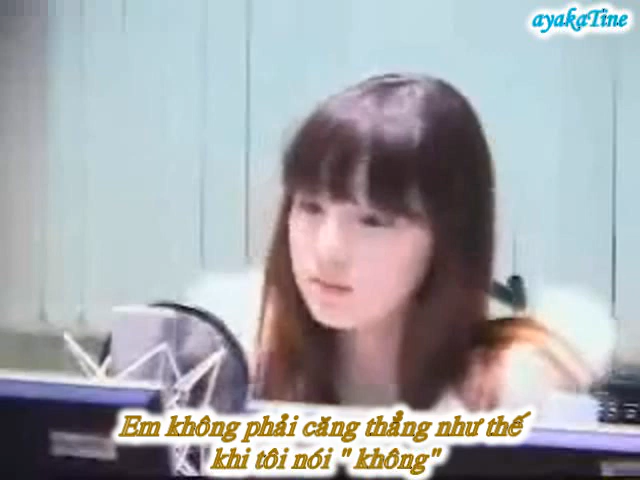 ayakaTine
Em không phải căng thẳng như thế
khi tôi nói " không"